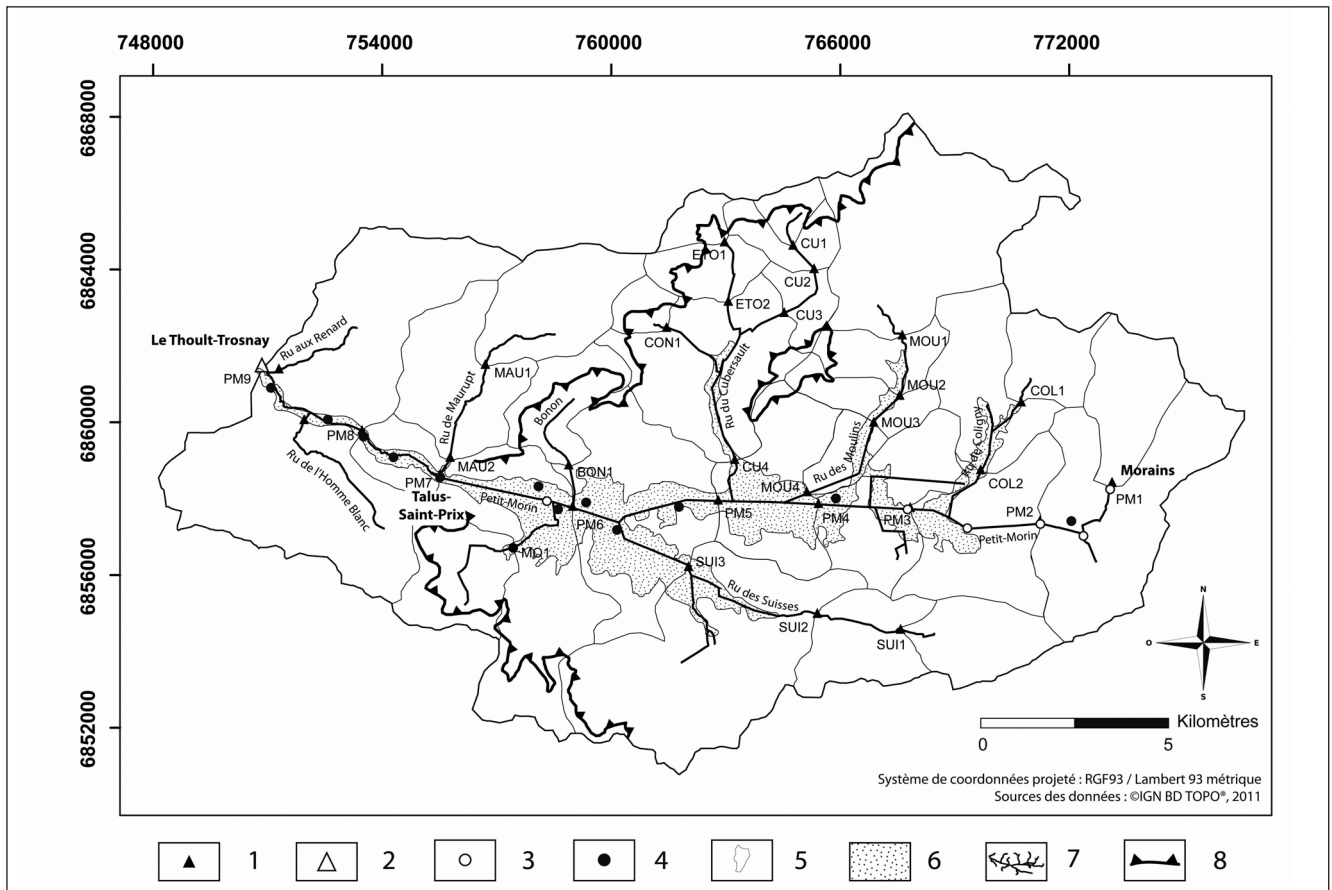 748000 754000 760000 766000 772000
6868000
6864000
6860000
6856000
6852000
ETO1
CU1
CU2
ETO2
CU3
CON1
MOU1
Le Thoult-Trosnay
Ru aux Renard
PM9
MAU1
Ru de Maurupt
Bonon
Ru du Cubersault
MOU2
COL1
MOU3
PM8
Ru de l'Homme Blanc
MAU2
BON1
CU4
Ru des Moulins
Ru de Coligny
COL2
Morains
PM7
Talus-
Saint-Prix
Petit-Morin
MOU4
PM1
PM6
PM5
PM4
PM3
PM2
Petit-Morin
MO1
SUI3
Ru des Suisses
SUI2
SUI1
N
O E
S
Kilomètres
0 5
Système de coordonnées projeté : RGF93 / Lambert 93 métrique
Sources des données : ©IGN BD TOPO®, 2011
1 2 3 4 5 6 7 8